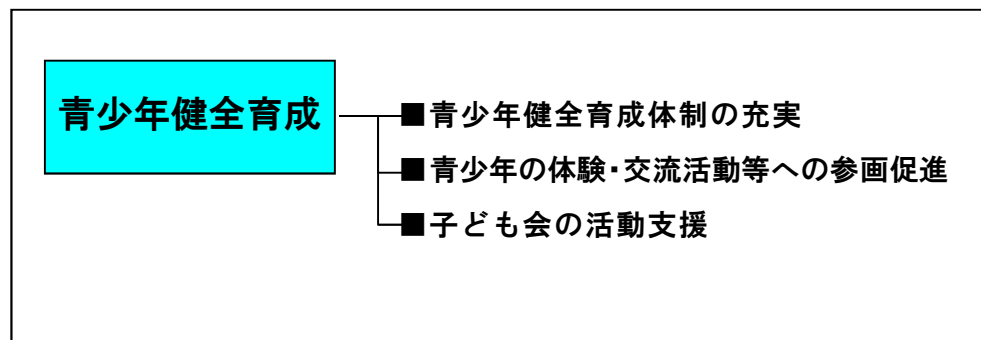 青少年健全育成
■青少年健全育成体制の充実
■青少年の体験・交流活動等への参画促進
■子ども会の活動支援